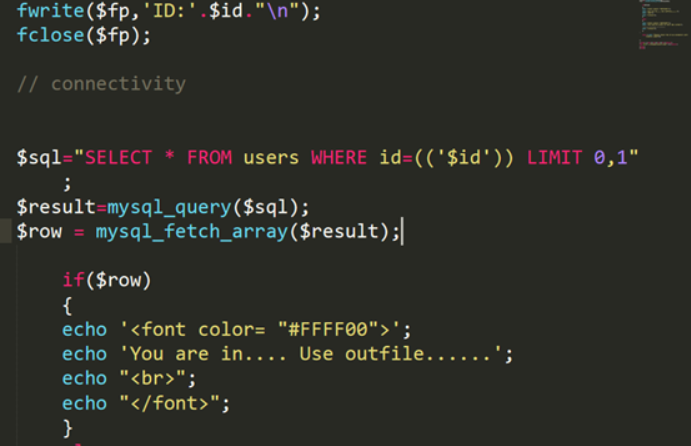 fwrite($fp,'ID:'.$id."\n");
fclose($fp);
// connectivity
$sql="SELECT * FROM users WHERE id=(('$id')) LIMIT 0,1"
;
$result=mysql_query($sql);
$row = mysql_fetch_array($result);
if($row)
{
echo '<font color= "#FFFF00">';
echo 'You are in.... Use outfile......';
echo "<br>";
echo "</font>";
}